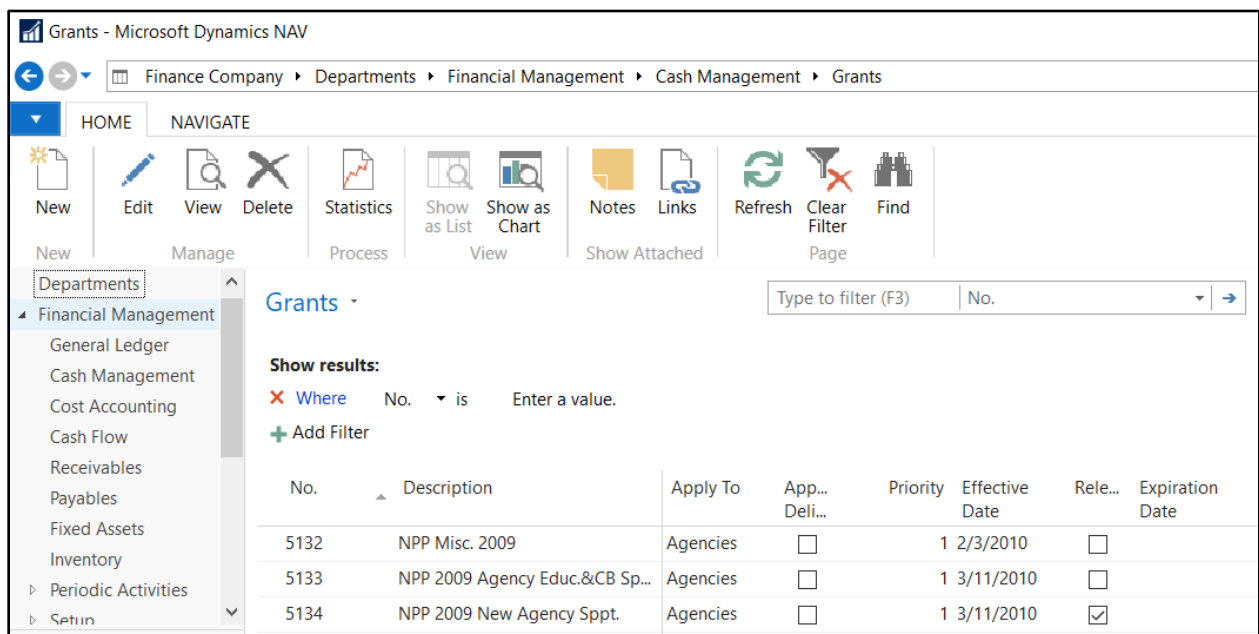 Grants - Microsoft Dynamics NAV
Finance Company Departments Financial Management Cash Management Grants
HOME NAVIGATE
New Edit View Delete Statistics Show as List Show as Chart Notes Links Refresh Clear Filter Find
New Manage Process View Show Attached Page
Departments
Financial Management
General Ledger
Cash Management
Cost Accounting
Cash Flow
Receivables
Payables
Fixed Assets
Inventory
Periodic Activities
Setup
Grants
Type to filter (F3) No.
Show results:
Where No. is Enter a value.
Add Filter
No. Description Apply To App... Deli... Priority Effective Date Rele... Expiration Date
5132 NPP Misc. 2009 Agencies 1 2/3/2010
5133 NPP 2009 Agency Educ.&CB Sp... Agencies 1 3/11/2010
5134 NPP 2009 New Agency Sppt. Agencies 1 3/11/2010